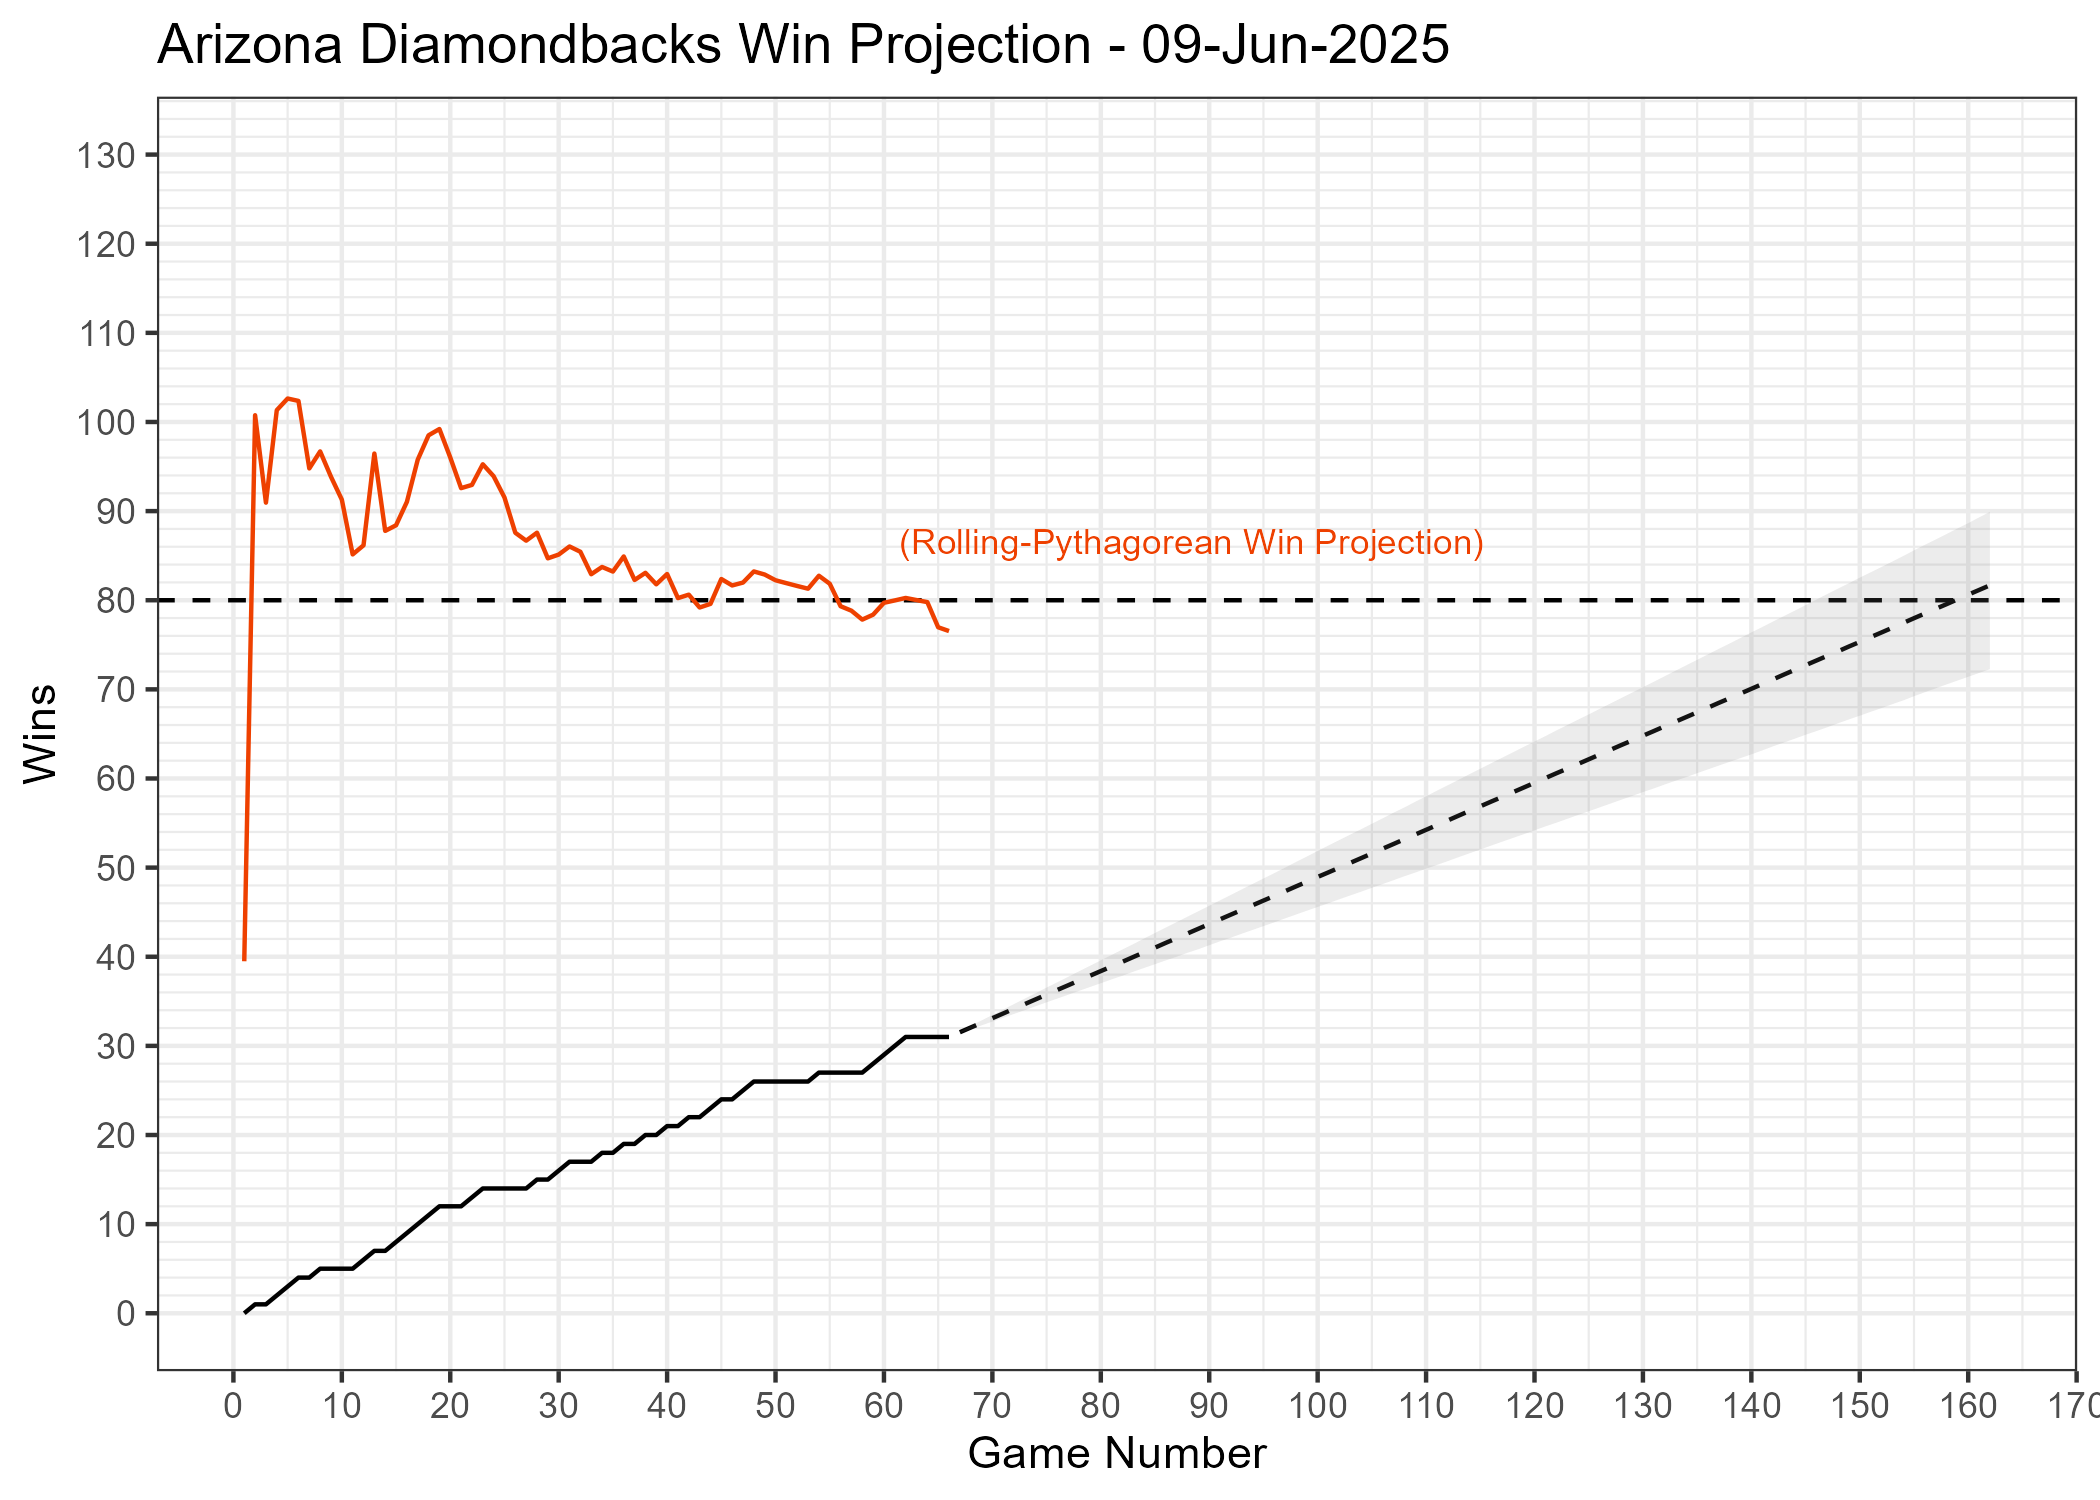 Arizona Diamondbacks Win Projection - 09-Jun-2025
130
120
110
100
90
80
70
60
50
40
30
20
10
0
Wins
(Rolling-Pythagorean Win Projection)
0 10 20 30 40 50 60 70 80 90 100 110 120 130 140 150 160 170
Game Number